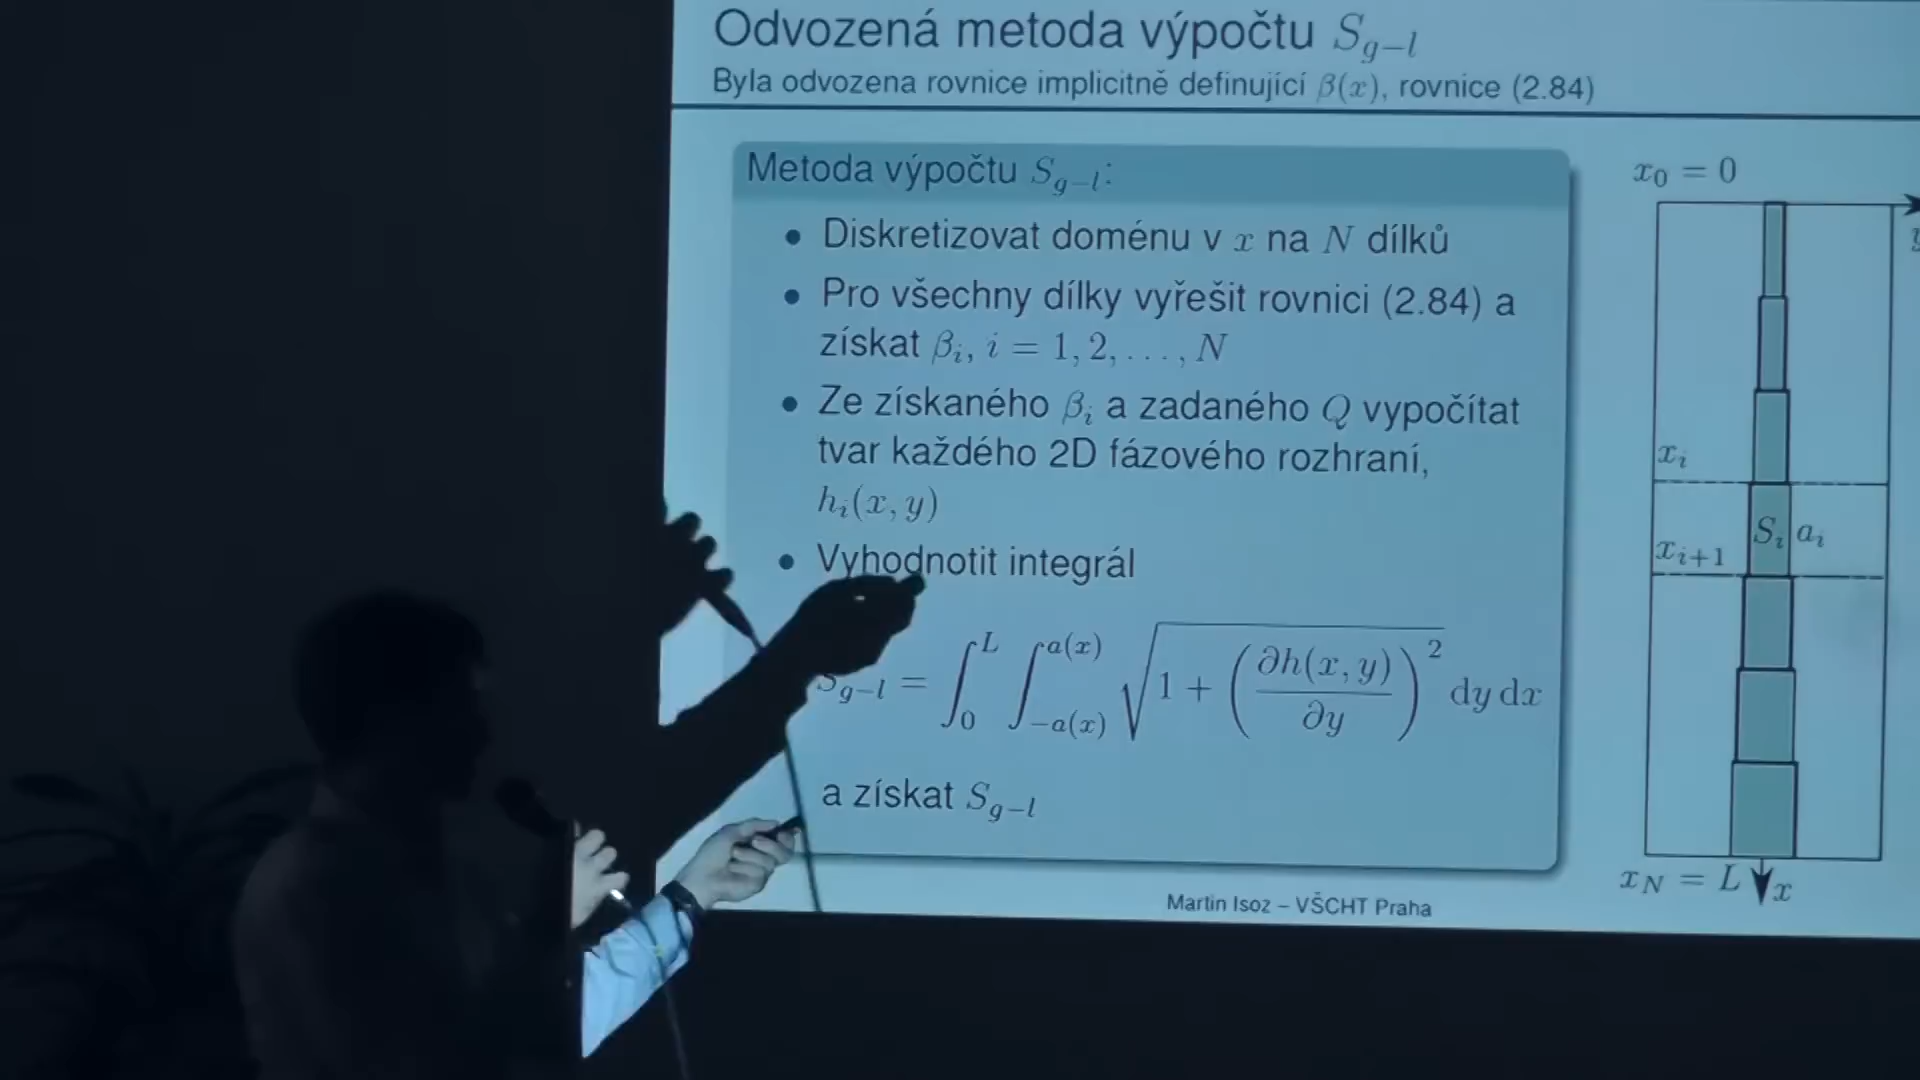 Odvozená metoda výpočtu S_{g-l}
Byla odvozena rovnice implicitně definující β(x), rovnice (2.84)
Metoda výpočtu S_{g-l}:
• Diskretizovat doménu v x na N dílků
• Pro všechny dílky vyřešit rovnici (2.84) a
získat β_i, i = 1, 2, . . . , N
• Ze získaného β_i a zadaného Q vypočítat
tvar každého 2D fázového rozhraní,
h_i(x, y)
• Vyhodnotit integrál
S_{g-l} = ∫_0^L ∫_{-a(x)}^{a(x)} √(1 + (∂h(x, y)/∂y)^2) dy dx
a získat S_{g-l}
x_0 = 0
y
x_i
S_i a_i
x_{i+1}
x_N = L
x
Martin Isoz – VŠCHT Praha